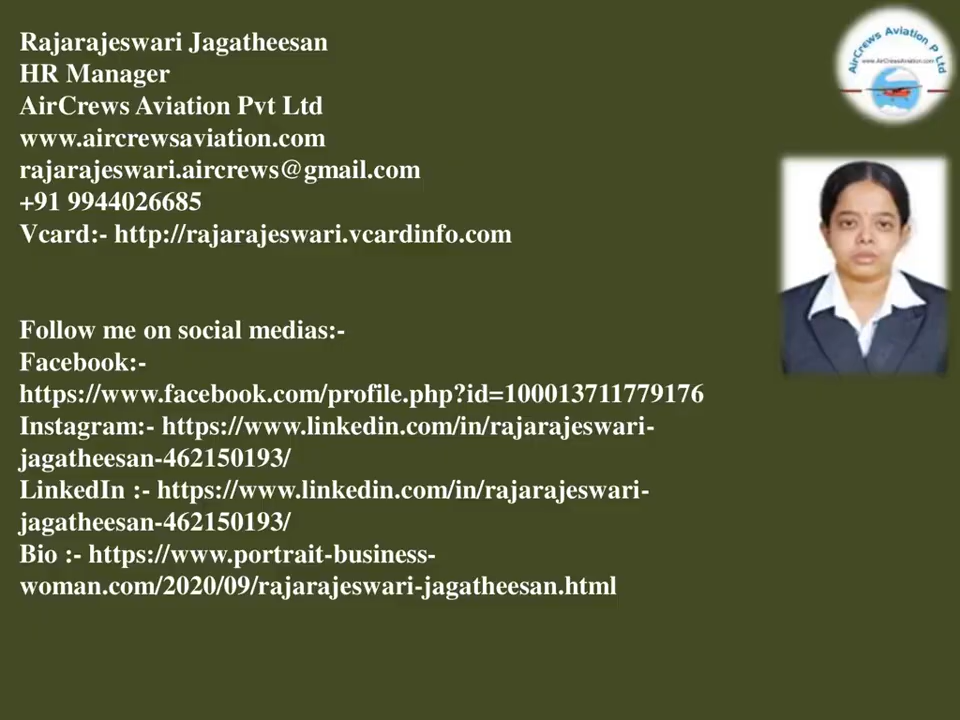 Rajarajeswari Jagatheesan
HR Manager
AirCrews Aviation Pvt Ltd
www.aircrewsaviation.com
rajarajeswari.aircrews@gmail.com
+91 9944026685
Vcard:- http://rajarajeswari.vcardinfo.com
Follow me on social medias:-
Facebook:-
https://www.facebook.com/profile.php?id=100013711779176
Instagram:- https://www.linkedin.com/in/rajarajeswari-
jagatheesan-462150193/
LinkedIn :- https://www.linkedin.com/in/rajarajeswari-
jagatheesan-462150193/
Bio :- https://www.portrait-business-
woman.com/2020/09/rajarajeswari-jagatheesan.html
AirCrews Aviation P Ltd
www.AirCrewsAviation.com